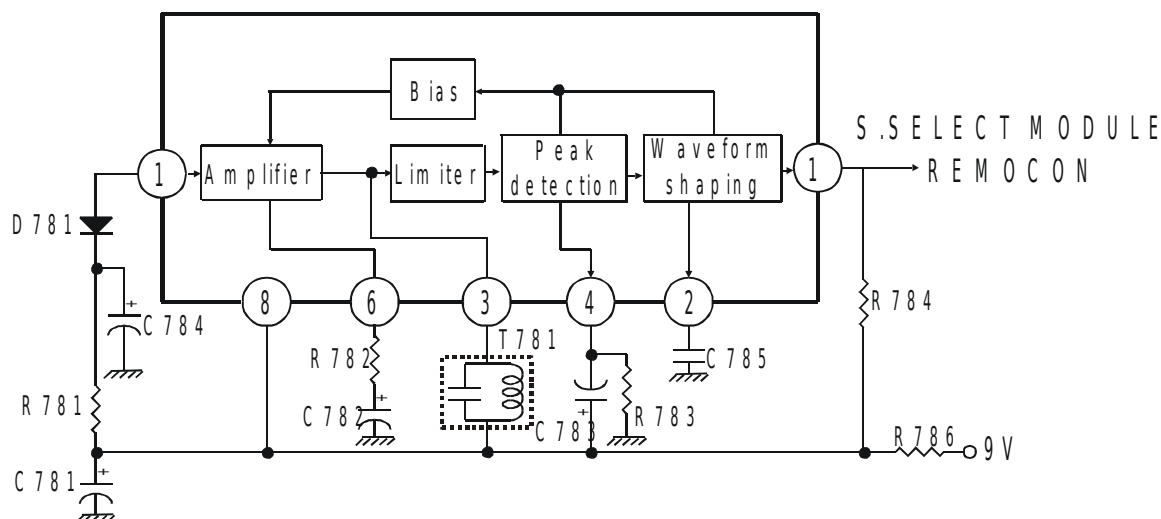 Bias
S.SELECT MODULE
REMOCON
1
Amplifier
Limiter
Peak
detection
Waveform
shaping
1
D781
+
C784
8
6
3
4
2
R784
T781
R782
C785
R781
+
C782
C783
+
R783
R786
9V
C781
+